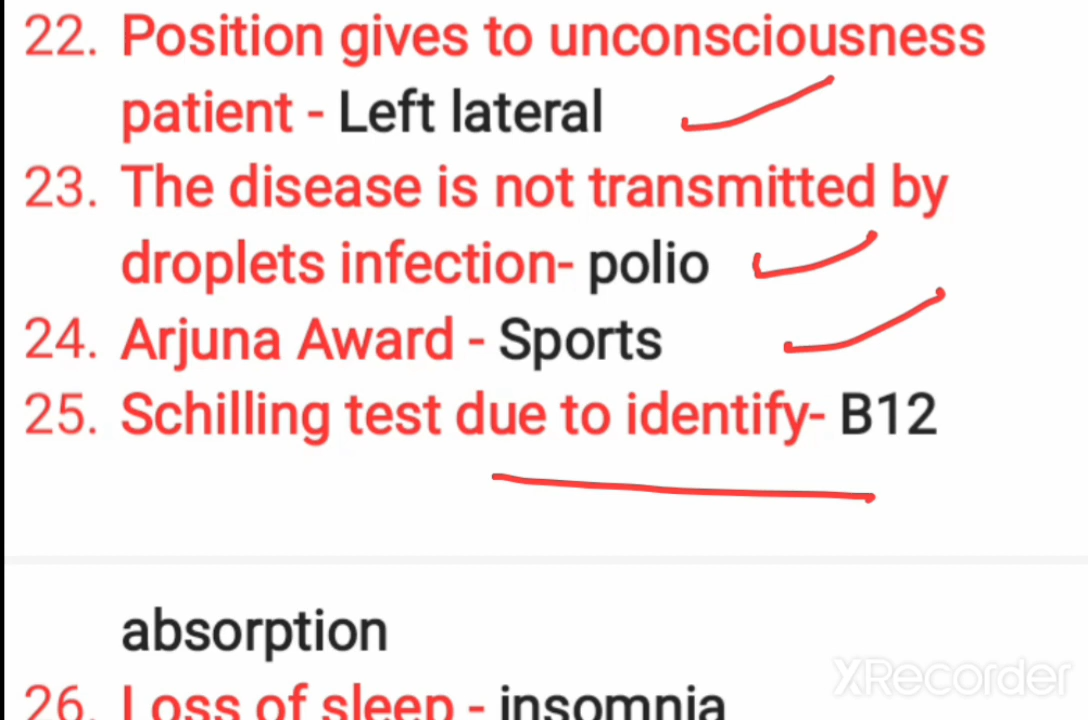 22. Position gives to unconsciousness
patient - Left lateral
23. The disease is not transmitted by
droplets infection- polio
24. Arjuna Award - Sports
25. Schilling test due to identify- B12
absorption
26. Loss of sleep - insomnia
XRecorder